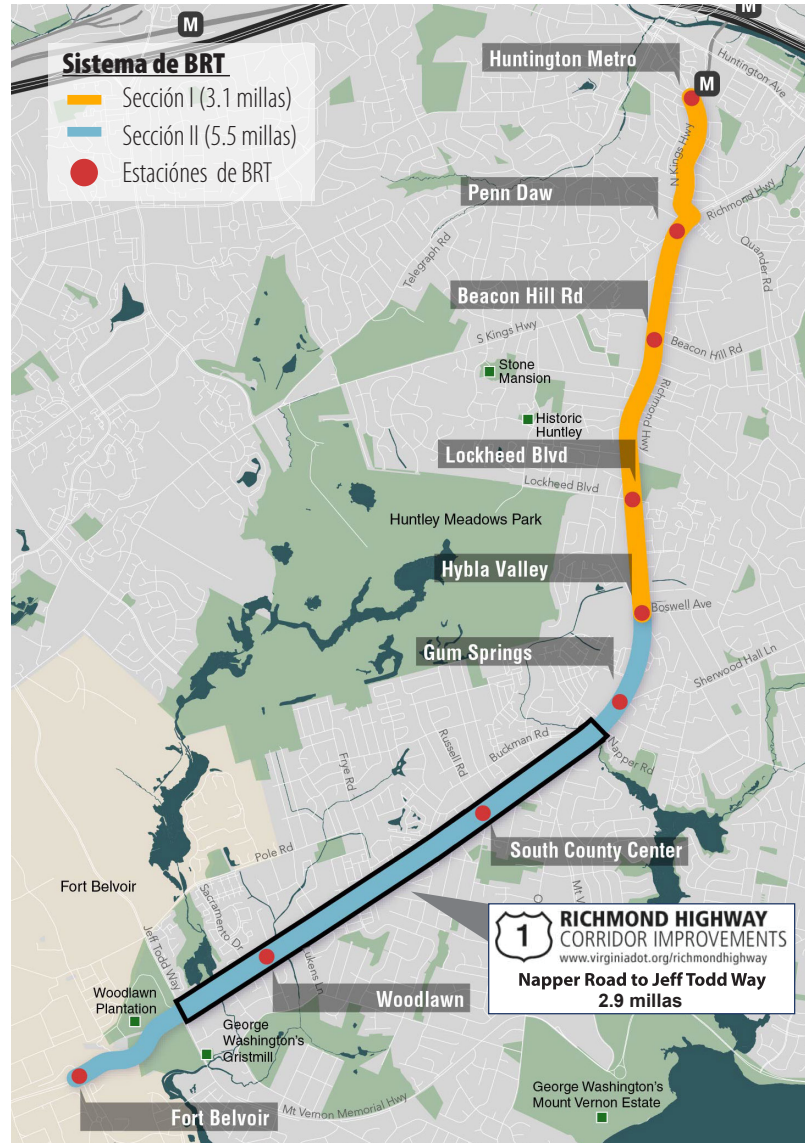 M
M
Sistema de BRT
Sección I (3.1 millas)
Sección II (5.5 millas)
Estaciónes de BRT
Huntington Metro
M
Huntington Ave
N Kings Hwy
Penn Daw
Richmond Hwy
Quander Rd
Telegraph Rd
Beacon Hill Rd
S Kings Hwy
Beacon Hill Rd
Stone
Mansion
Richmond Hwy
Historic
Huntley
Lockheed Blvd
Lockheed Blvd
Huntley Meadows Park
Hybla Valley
Boswell Ave
Gum Springs
Sherwood Hall Ln
Buckman Rd
Russell Rd
Napper Rd
Frye Rd
Pole Rd
South County Center
Fort Belvoir
Sacramento Dr
Jeff Todd Way
Mt V
1
RICHMOND HIGHWAY
CORRIDOR IMPROVEMENTS
www.virginiadot.org/richmondhighway
Napper Road to Jeff Todd Way
2.9 millas
ukens Ln
Woodlawn
Woodlawn
Plantation
George
Washington's
Gristmill
Fort Belvoir
Mt Vernon Memorial Hwy
George Washington's
Mount Vernon Estate